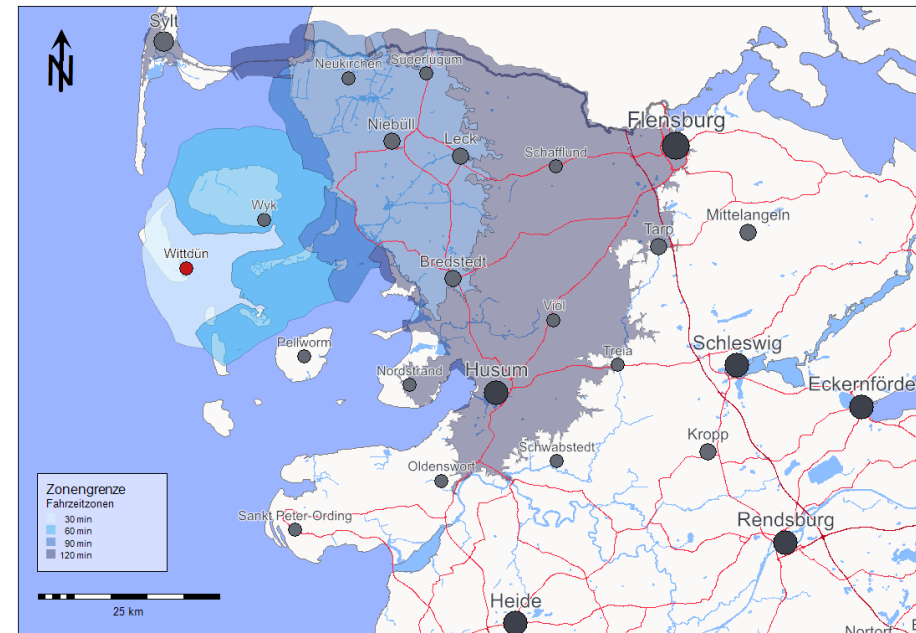 Sylt
N
Neukirchen
Süderlügum
Niebüll
Leck
Flensburg
Schafflund
Wyk
Mittelangeln
Tarp
Wittdün
Bredstedt
Viöl
Pellworm
Treia
Schleswig
Nordstrand
Husum
Eckernförde
Kropp
Schwabstedt
Oldenswort
Sankt Peter-Ording
Rendsburg
Heide
Nortorf
Zonengrenze
Fahrzeitzonen
30 min
60 min
90 min
120 min
25 km